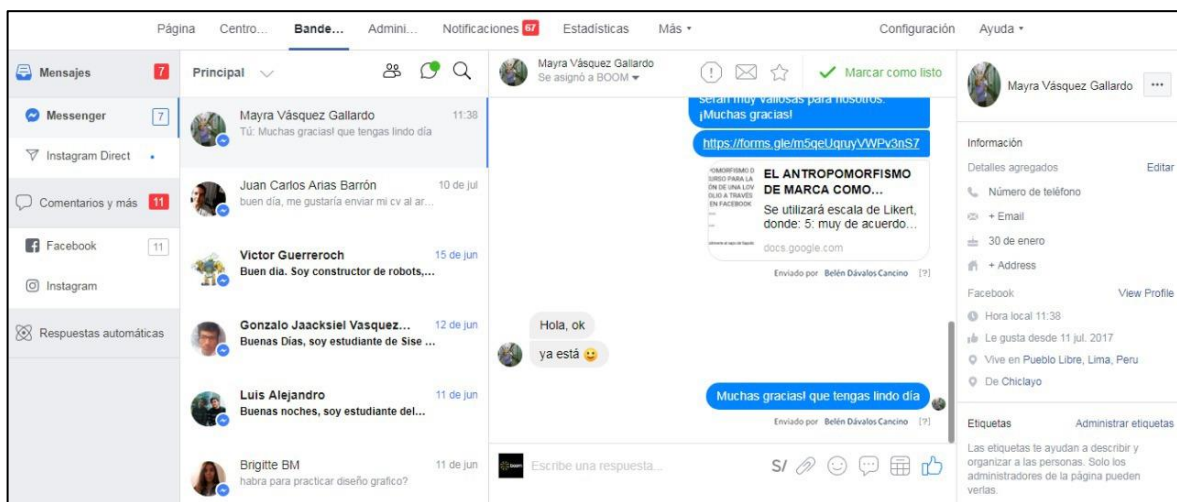 Página Centro... Bande... Admini... Notificaciones 67 Estadísticas Más Configuración Ayuda
Mensajes 7
Messenger 7
Instagram Direct
Comentarios y más 11
Facebook 11
Instagram
Respuestas automáticas
Principal
Mayra Vásquez Gallardo 11:38
Tú: Muchas gracias! que tengas lindo día
Juan Carlos Arias Barrón 10 de jul
buen día, me gustaría enviar mi cv al ar...
Victor Guerreroch 15 de jun
Buen dia. Soy constructor de robots,...
Gonzalo Jaacksiel Vasquez... 12 de jun
Buenas Días, soy estudiante de Sise ...
Luis Alejandro 11 de jun
Buenas noches, soy estudiante del...
Brigitte BM 11 de jun
habra para practicar diseño grafico?
Mayra Vásquez Gallardo
Se asignó a BOOM
Marcar como listo
serán muy valiosas para nosotros.
¡Muchas gracias!
https://forms.gle/m5qeUqruyVWPv3nS7
EL ANTROPOMORFISMO
DE MARCA COMO...
Se utilizará escala de Likert,
donde: 5: muy de acuerdo...
docs.google.com
Enviado por Belén Dávalos Cancino [?]
Hola, ok
ya está
Muchas gracias! que tengas lindo día
Enviado por Belén Dávalos Cancino [?]
Escribe una respuesta...
S/
Mayra Vásquez Gallardo
Información
Detalles agregados Editar
Número de teléfono
+ Email
30 de enero
+ Address
Facebook View Profile
Hora local 11:38
Le gusta desde 11 jul. 2017
Vive en Pueblo Libre, Lima, Peru
De Chiclayo
Etiquetas Administrar etiquetas
Las etiquetas te ayudan a describir y
organizar a las personas. Solo los
administradores de la página pueden
verlas.